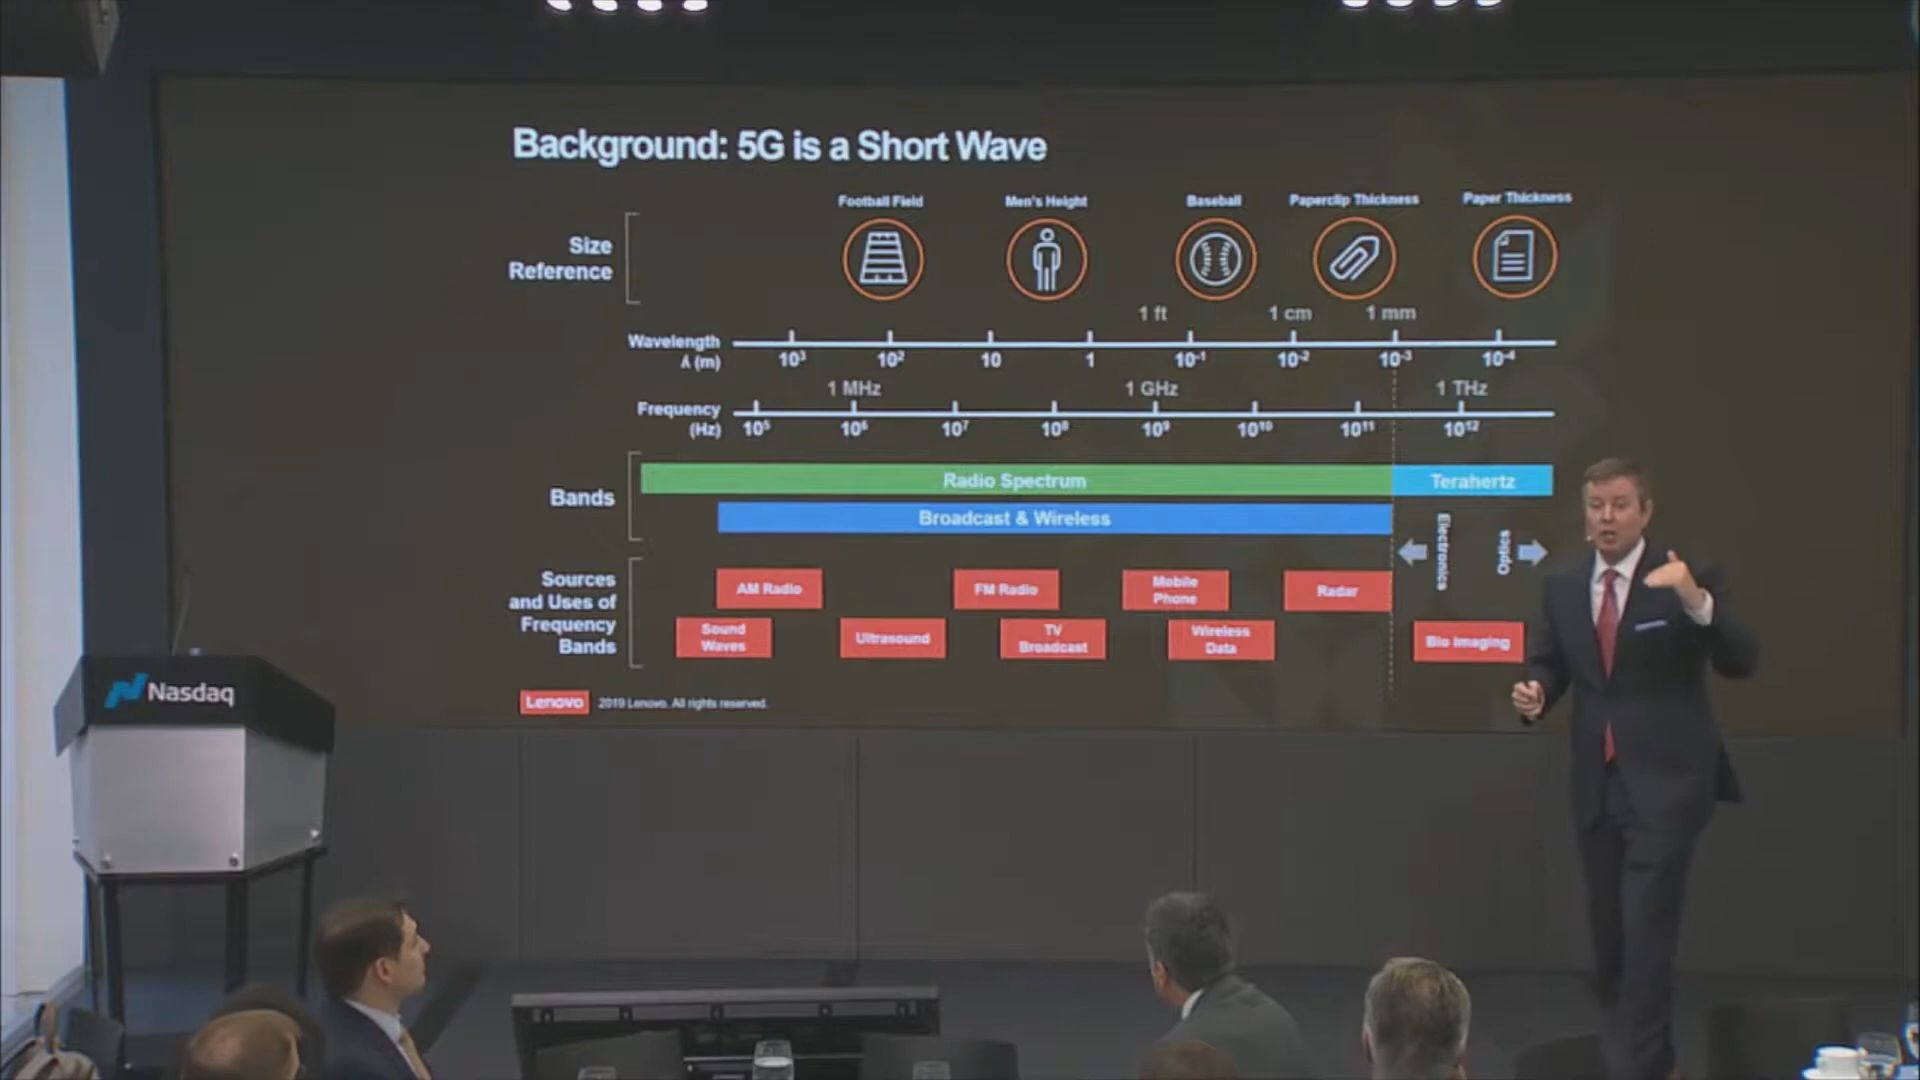 Background: 5G is a Short Wave
Football Field
Men's Height
Baseball
Paperclip Thickness
Paper Thickness
Size
Reference
1 ft
1 cm
1 mm
Wavelength
λ (m)
10³
10²
10
1
10⁻¹
10⁻²
10⁻³
10⁻⁴
1 MHz
1 GHz
1 THz
Frequency
(Hz)
10⁵
10⁶
10⁷
10⁸
10⁹
10¹⁰
10¹¹
10¹²
Bands
Radio Spectrum
Terahertz
Broadcast & Wireless
Electronics
Optics
Sources
and Uses of
Frequency
Bands
AM Radio
FM Radio
Mobile
Phone
Radar
Sound
Waves
Ultrasound
TV
Broadcast
Wireless
Data
Bio Imaging
Lenovo 2019 Lenovo. All rights reserved.
Nasdaq